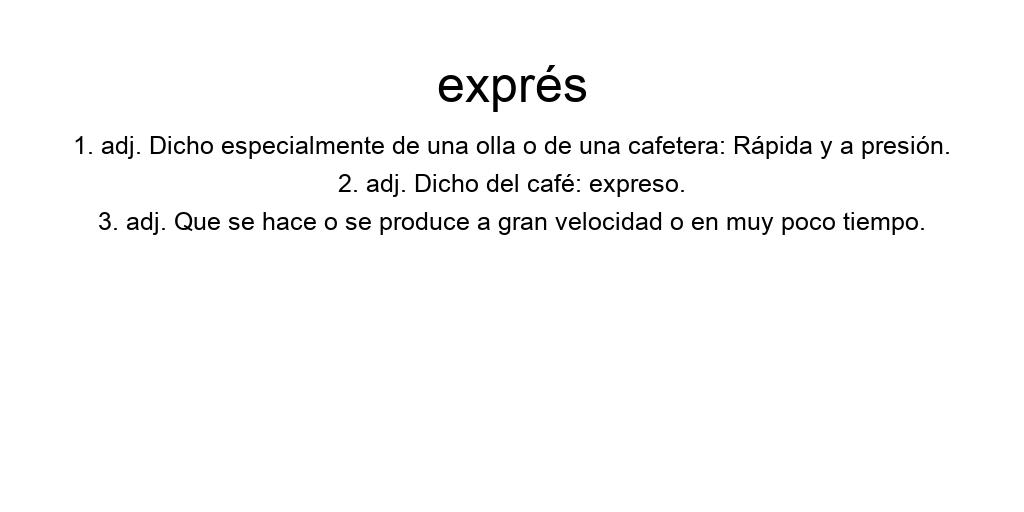 exprés
1. adj. Dicho especialmente de una olla o de una cafetera: Rápida y a presión.
2. adj. Dicho del café: expreso.
3. adj. Que se hace o se produce a gran velocidad o en muy poco tiempo.